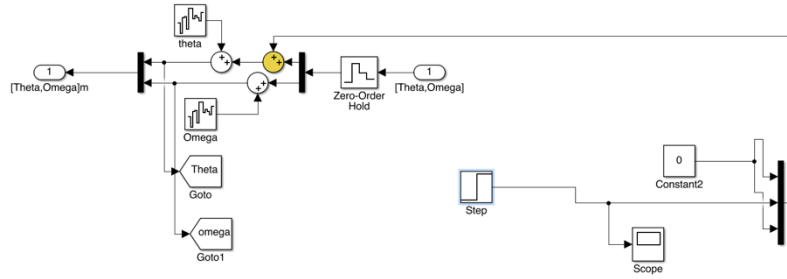 theta
1
[Theta,Omega]m
Zero-Order
Hold
1
[Theta,Omega]
Omega
Theta
Goto
omega
Goto1
Step
0
Constant2
Scope